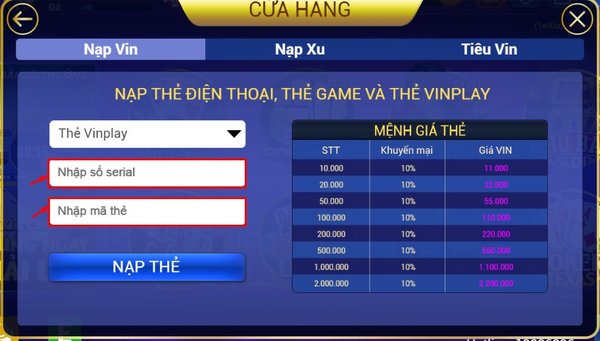 CỬA HÀNG
Nạp Vin Nạp Xu Tiêu Vin
NẠP THẺ ĐIỆN THOẠI, THẺ GAME VÀ THẺ VINPLAY
Thẻ Vinplay
Nhập số serial
Nhập mã thẻ
NẠP THẺ
MỆNH GIÁ THẺ
STT Khuyến mại Giá VIN
10.000 10% 11.000
20.000 10% 22.000
50.000 10% 55.000
100.000 10% 110.000
200.000 10% 220.000
500.000 10% 550.000
1.000.000 10% 1.100.000
2.000.000 10% 2.200.000